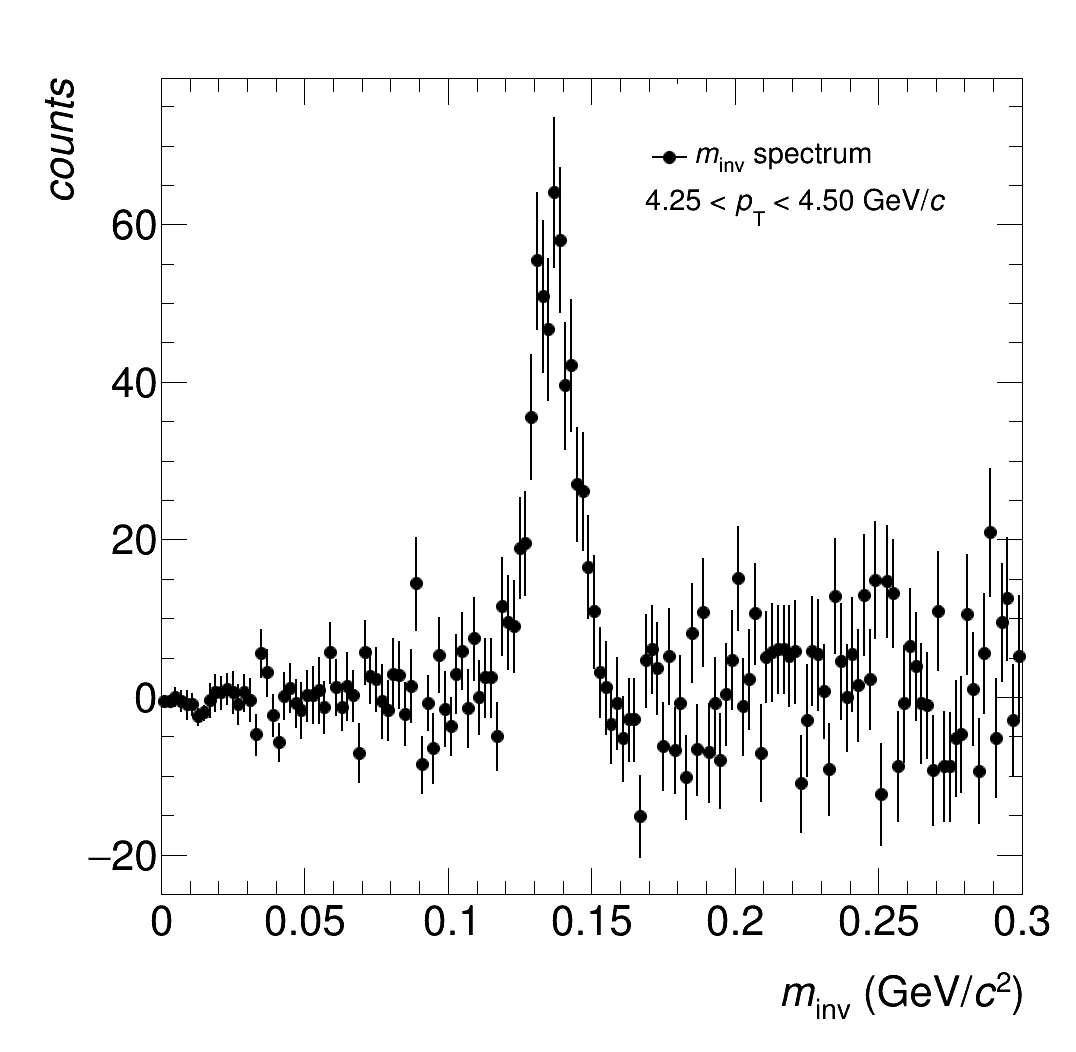 counts
60
40
20
0
−20
m_inv spectrum
4.25 < p_T < 4.50 GeV/c
0 0.05 0.1 0.15 0.2 0.25 0.3
m_inv (GeV/c²)